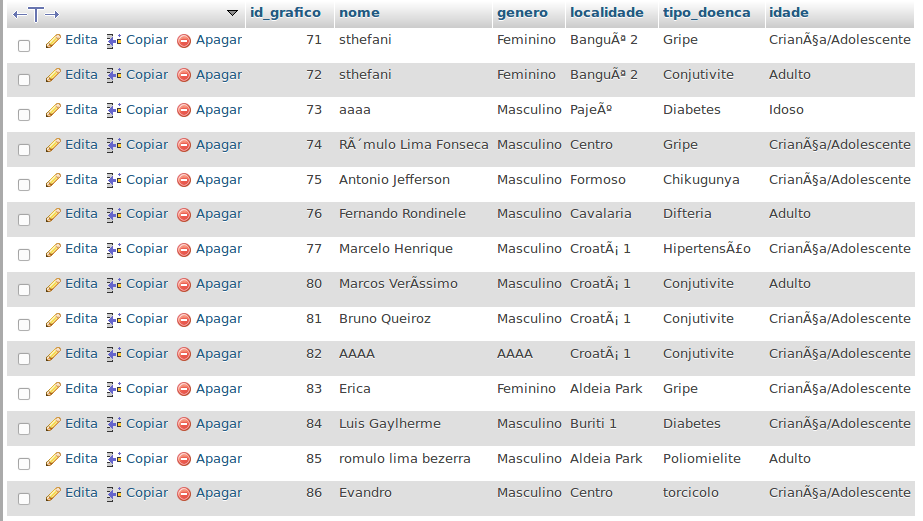 id_grafico nome genero localidade tipo_doenca idade
Edita Copiar Apagar 71 sthefani Feminino BanguÃª 2 Gripe CrianÃ§a/Adolescente
Edita Copiar Apagar 72 sthefani Feminino BanguÃª 2 Conjutivite Adulto
Edita Copiar Apagar 73 aaaa Masculino PajeÃº Diabetes Idoso
Edita Copiar Apagar 74 RÃ´mulo Lima Fonseca Masculino Centro Gripe CrianÃ§a/Adolescente
Edita Copiar Apagar 75 Antonio Jefferson Masculino Formoso Chikugunya CrianÃ§a/Adolescente
Edita Copiar Apagar 76 Fernando Rondinele Masculino Cavalaria Difteria Adulto
Edita Copiar Apagar 77 Marcelo Henrique Masculino CroatÃ¡ 1 HipertensÃ£o CrianÃ§a/Adolescente
Edita Copiar Apagar 80 Marcos VerÃssimo Masculino CroatÃ¡ 1 Conjutivite Adulto
Edita Copiar Apagar 81 Bruno Queiroz Masculino CroatÃ¡ 1 Conjutivite CrianÃ§a/Adolescente
Edita Copiar Apagar 82 AAAA AAAA CroatÃ¡ 1 Conjutivite CrianÃ§a/Adolescente
Edita Copiar Apagar 83 Erica Feminino Aldeia Park Gripe CrianÃ§a/Adolescente
Edita Copiar Apagar 84 Luis Gaylherme Masculino Buriti 1 Diabetes CrianÃ§a/Adolescente
Edita Copiar Apagar 85 romulo lima bezerra Masculino Aldeia Park Poliomielite Adulto
Edita Copiar Apagar 86 Evandro Masculino Centro torcicolo CrianÃ§a/Adolescente